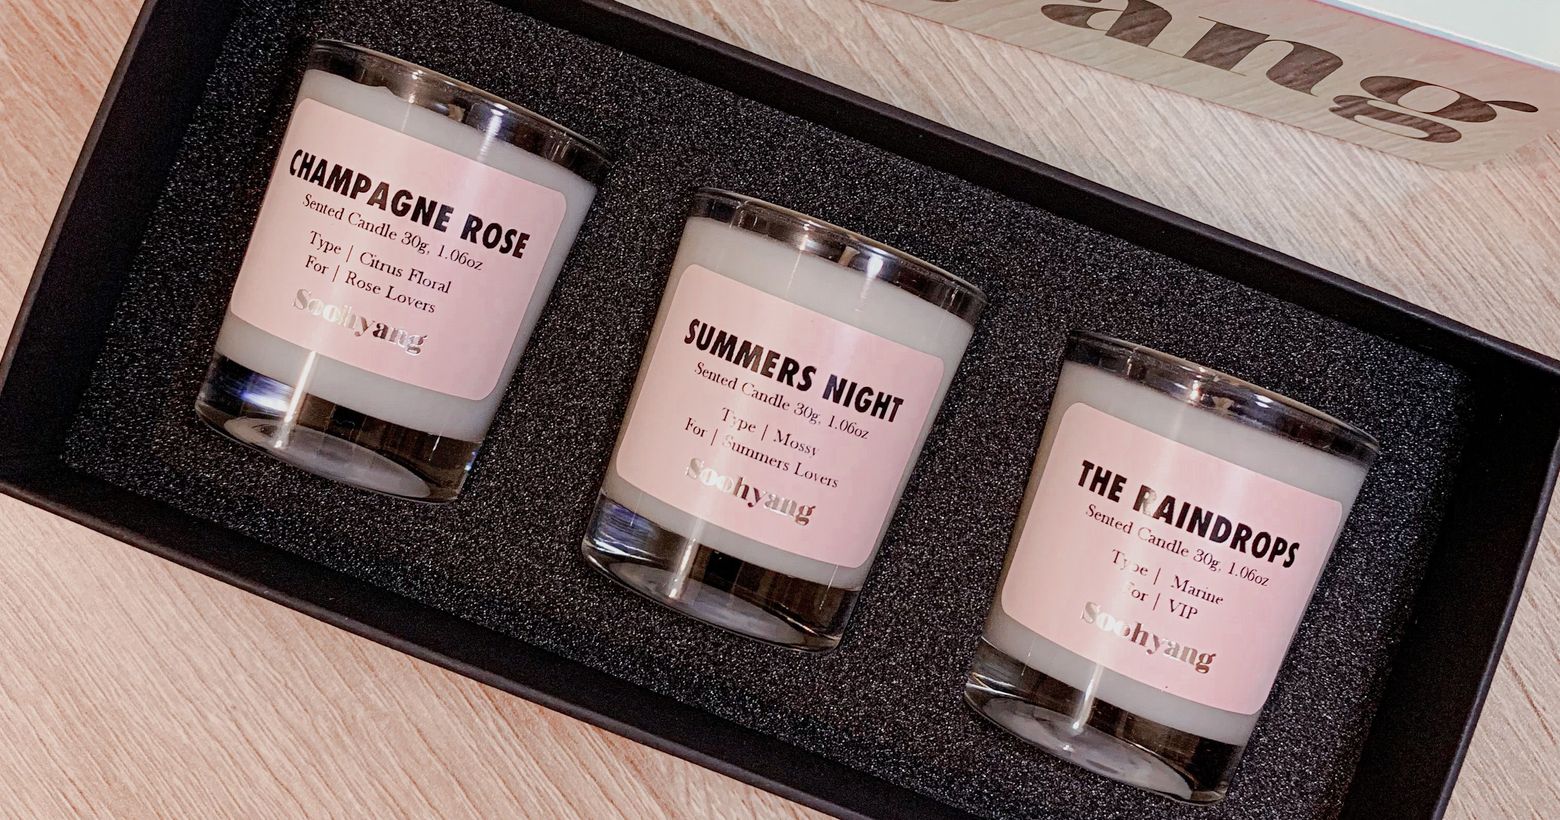 ang
CHAMPAGNE ROSE
Sented Candle 30g, 1.06oz
Type | Citrus Floral
For | Rose Lovers
Soohyang
SUMMERS NIGHT
Sented Candle 30g, 1.06oz
Type | Mossy
For | Summers Lovers
Soohyang
THE RAINDROPS
Sented Candle 30g, 1.06oz
Type | Marine
For | VIP
Soohyang